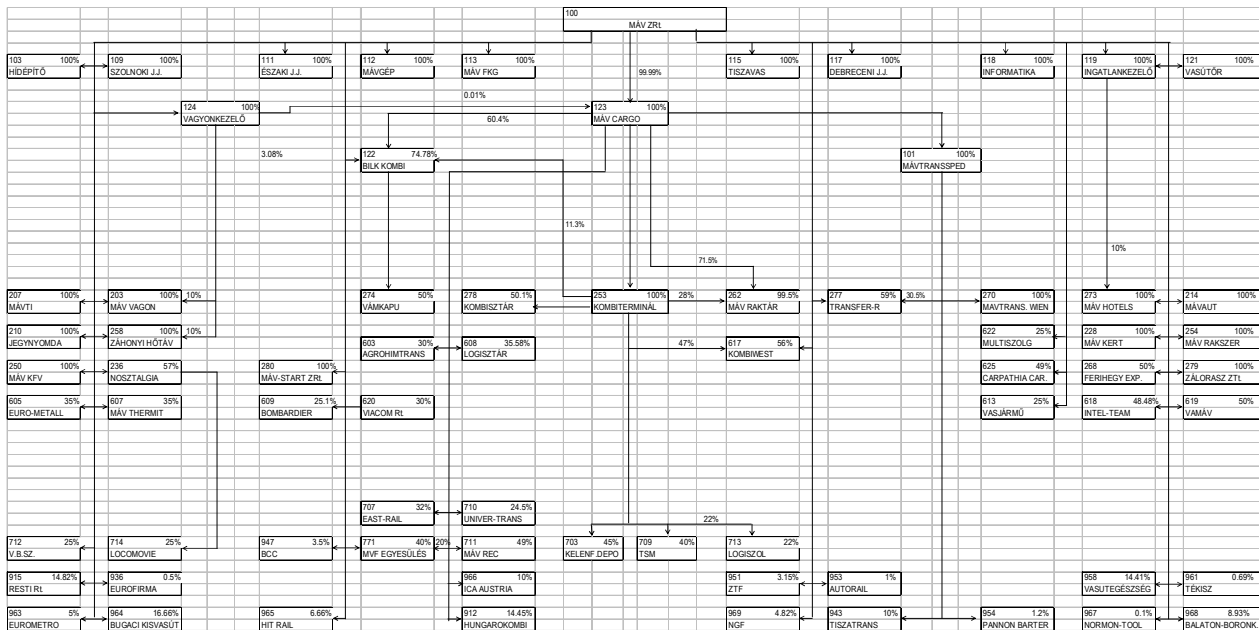 100
MÁV ZRt.
103 100%
HÍDÉPÍTŐ
109 100%
SZOLNOKI J.J.
111 100%
ÉSZAKI J.J.
112 100%
MÁVGÉP
113 100%
MÁV FKG
99.99%
115 100%
TISZAVAS
117 100%
DEBRECENI J.J.
118 100%
INFORMATIKA
119 100%
INGATLANKEZELŐ
121 100%
VASÚTŐR
0.01%
124 100%
VAGYONKEZELŐ
60.4%
123 100%
MÁV CARGO
3.08%
122 74.78%
BILK KOMBI
101 100%
MÁVTRANSSPED
11.3%
10%
71.5%
207 100%
MÁVTI
203 100%
MÁV VAGON
10%
274 50%
VÁMKAPU
278 50.1%
KOMBISZTÁR
253 100%
KOMBITERMINÁL
28%
262 99.5%
MÁV RAKTÁR
277 59%
TRANSFER-R
30.5%
270 100%
MAVTRANS. WIEN
273 100%
MÁV HOTELS
214 100%
MÁVAUT
210 100%
JEGYNYOMDA
258 100%
ZÁHONYI HŐTÁV
10%
603 30%
AGROHIMTRANS
608 35.58%
LOGISZTÁR
47%
617 56%
KOMBIWEST
622 25%
MULTISZOLG
228 100%
MÁV KERT
254 100%
MÁV RAKSZER
250 100%
MÁV KFV
236 57%
NOSZTALGIA
280 100%
MÁV-START ZRt.
625 49%
CARPATHIA CAR.
268 50%
FERIHEGY EXP.
279 100%
ZÁLORASZ ZTt.
605 35%
EURO-METALL
607 35%
MÁV THERMIT
609 25.1%
BOMBARDIER
620 30%
VIACOM Rt.
613 25%
VASJÁRMŰ
618 48.48%
INTEL-TEAM
619 50%
VAMÁV
707 32%
EAST-RAIL
710 24.5%
UNIVER-TRANS
22%
712 25%
V.B.SZ.
714 25%
LOCOMOVIE
947 3.5%
BCC
771 40%
MVF EGYESÜLÉS
20%
711 49%
MÁV REC
703 45%
KELENF.DEPO
709 40%
TSM
713 22%
LOGISZOL
915 14.82%
RESTI Rt.
936 0.5%
EUROFIRMA
966 10%
ICA AUSTRIA
951 3.15%
ZTF
953 1%
AUTORAIL
958 14.41%
VASUTEGÉSZSÉG
961 0.69%
TÉKISZ
963 5%
EUROMETRO
964 16.66%
BUGACI KISVASÚT
965 6.66%
HIT RAIL
912 14.45%
HUNGAROKOMBI
969 4.82%
NGF
943 10%
TISZATRANS
954 1.2%
PANNON BARTER
967 0.1%
NORMON-TOOL
968 8.93%
BALATON-BORONK.